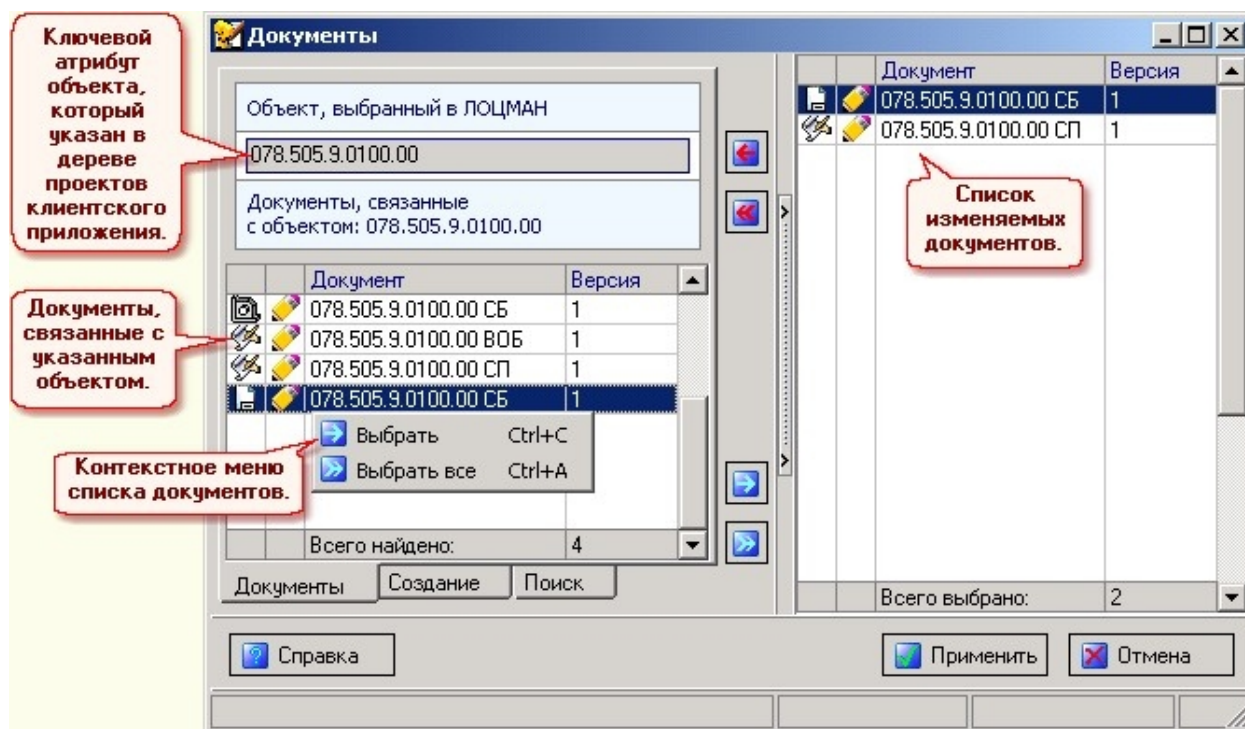 Ключевой
атрибут
объекта,
который
указан в
дереве
проектов
клиентского
приложения.
Документы,
связанные с
указанным
объектом.
Контекстное меню
списка документов.
Документы
Объект, выбранный в ЛОЦМАН
078.505.9.0100.00
Документы, связанные
с объектом: 078.505.9.0100.00
Документ Версия
078.505.9.0100.00 СБ 1
078.505.9.0100.00 ВОБ 1
078.505.9.0100.00 СП 1
078.505.9.0100.00 СБ 1
Выбрать Ctrl+C
Выбрать все Ctrl+A
Всего найдено: 4
Документы Создание Поиск
Документ Версия
078.505.9.0100.00 СБ 1
078.505.9.0100.00 СП 1
Список
изменяемых
документов.
Всего выбрано: 2
Справка Применить Отмена